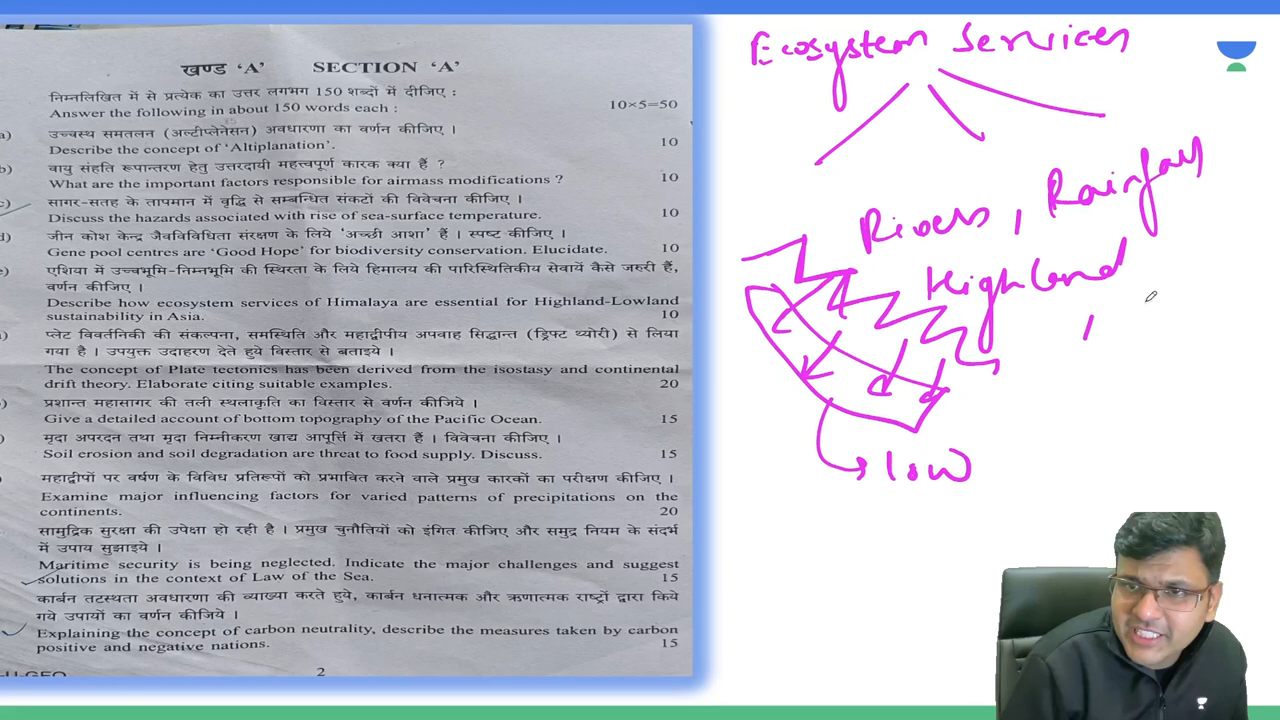 खण्ड 'A' SECTION 'A'
निम्नलिखित में से प्रत्येक का उत्तर लगभग 150 शब्दों में दीजिए :
Answer the following in about 150 words each : 10×5=50
a) उच्चस्थ समतलन (अल्टीप्लेनेसन) अवधारणा का वर्णन कीजिए ।
Describe the concept of 'Altiplanation'. 10
b) वायु संहति रूपान्तरण हेतु उत्तरदायी महत्त्वपूर्ण कारक क्या हैं ?
What are the important factors responsible for airmass modifications ? 10
c) सागर-सतह के तापमान में वृद्धि से सम्बन्धित संकटों की विवेचना कीजिए ।
Discuss the hazards associated with rise of sea-surface temperature. 10
d) जीन कोश केन्द्र जैव विविधता संरक्षण के लिये 'अच्छी आशा' हैं । स्पष्ट कीजिए ।
Gene pool centres are 'Good Hope' for biodiversity conservation. Elucidate. 10
e) एशिया में उच्चभूमि-निम्नभूमि की स्थिरता के लिये हिमालय की पारिस्थितिकीय सेवायें कैसे जरुरी हैं,
वर्णन कीजिए ।
Describe how ecosystem services of Himalaya are essential for Highland-Lowland
sustainability in Asia. 10
प्लेट विवर्तनिकी की संकल्पना, समस्थिति और महाद्वीपीय अपवाह सिद्धान्त (ड्रिफ्ट थ्योरी) से लिया
गया है । उपयुक्त उदाहरण देते हुये विस्तार से बताइये ।
The concept of Plate tectonics has been derived from the isostasy and continental
drift theory. Elaborate citing suitable examples. 20
प्रशान्त महासागर की तली स्थलाकृति का विस्तार से वर्णन कीजिये ।
Give a detailed account of bottom topography of the Pacific Ocean. 15
मृदा अपरदन तथा मृदा निम्नीकरण खाद्य आपूर्त्ति में खतरा हैं । विवेचना कीजिए ।
Soil erosion and soil degradation are threat to food supply. Discuss. 15
महाद्वीपों पर वर्षण के विविध प्रतिरूपों को प्रभावित करने वाले प्रमुख कारकों का परीक्षण कीजिए ।
Examine major influencing factors for varied patterns of precipitations on the
continents. 20
सामुद्रिक सुरक्षा की उपेक्षा हो रही है । प्रमुख चुनौतियों को इंगित कीजिए और समुद्र नियम के संदर्भ
में उपाय सुझाइये ।
Maritime security is being neglected. Indicate the major challenges and suggest
solutions in the context of Law of the Sea. 15
कार्बन तटस्थता अवधारणा की व्याख्या करते हुये, कार्बन धनात्मक और ऋणात्मक राष्ट्रों द्वारा किये
गये उपायों का वर्णन कीजिये ।
Explaining the concept of carbon neutrality, describe the measures taken by carbon
positive and negative nations. 15
2
Ecosystem Services
Rivers, Rainfall
Highland
low